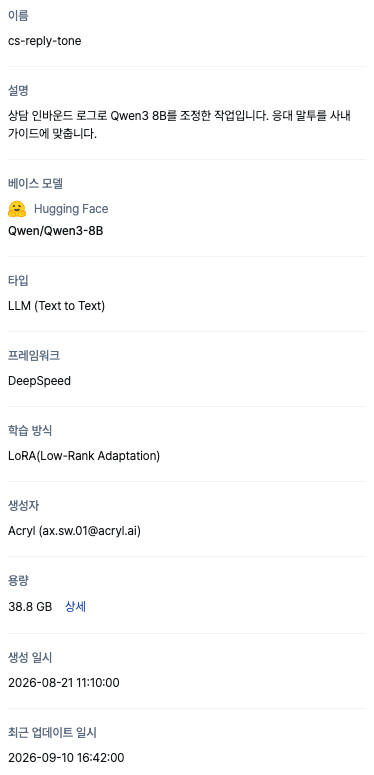 이름
cs-reply-tone
설명
상담 인바운드 로그로 Qwen3 8B를 조정한 작업입니다. 응대 말투를 사내
가이드에 맞춥니다.
베이스 모델
Hugging Face
Qwen/Qwen3-8B
타입
LLM (Text to Text)
프레임워크
DeepSpeed
학습 방식
LoRA(Low-Rank Adaptation)
생성자
Acryl (ax.sw.01@acryl.ai)
용량
38.8 GB 상세
생성 일시
2026-08-21 11:10:00
최근 업데이트 일시
2026-09-10 16:42:00